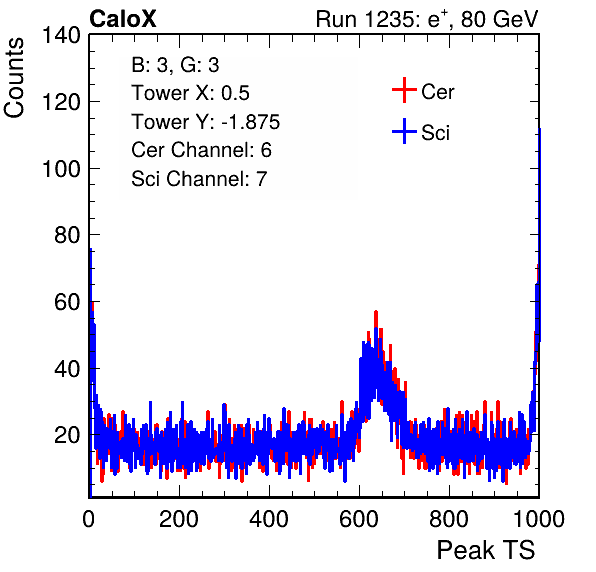 CaloX Run 1235: e⁺, 80 GeV
Counts
140
120
100
80
60
40
20
B: 3, G: 3
Tower X: 0.5
Tower Y: -1.875
Cer Channel: 6
Sci Channel: 7
Cer
Sci
0 200 400 600 800 1000
Peak TS